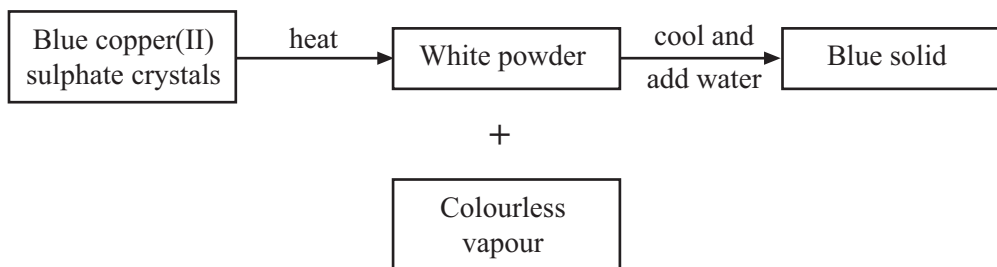 Blue copper(II)
sulphate crystals
heat
White powder
cool and
add water
Blue solid
+
Colourless
vapour